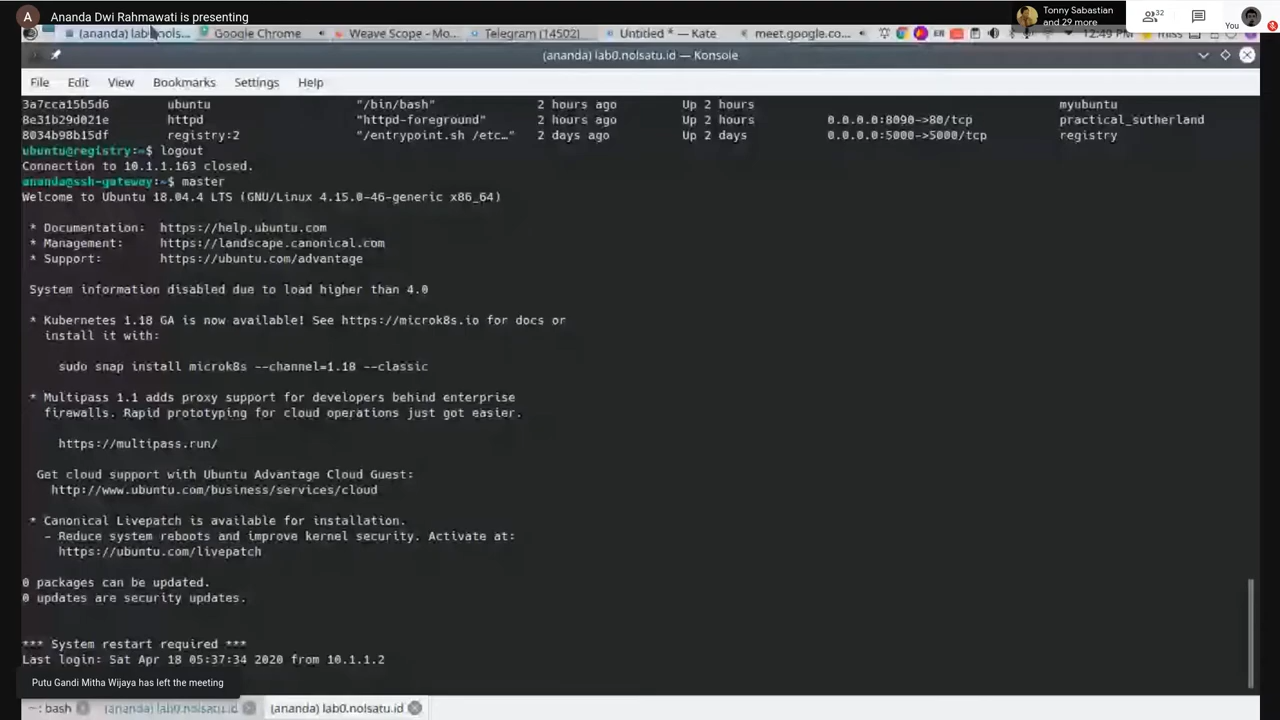 A Ananda Dwi Rahmawati is presenting
Tonny Sabastian
and 29 more
32
You
(ananda) lab0.nols...
Google Chrome
Weave Scope - Mo...
Telegram (14502)
Untitled * — Kate
meet.google.co...
EN
12:49 PM
miss
(ananda) lab0.nolsatu.id — Konsole
File Edit View Bookmarks Settings Help
3a7cca15b5d6 ubuntu "/bin/bash" 2 hours ago Up 2 hours myubuntu
8e31b29d021e httpd "httpd-foreground" 2 hours ago Up 2 hours 0.0.0.0:8090->80/tcp practical_sutherland
8034b98b15df registry:2 "/entrypoint.sh /etc…" 2 days ago Up 2 days 0.0.0.0:5000->5000/tcp registry
ubuntu@registry:~$ logout
Connection to 10.1.1.163 closed.
ananda@ssh-gateway:~$ master
Welcome to Ubuntu 18.04.4 LTS (GNU/Linux 4.15.0-46-generic x86_64)
* Documentation: https://help.ubuntu.com
* Management: https://landscape.canonical.com
* Support: https://ubuntu.com/advantage
System information disabled due to load higher than 4.0
* Kubernetes 1.18 GA is now available! See https://microk8s.io for docs or
install it with:
sudo snap install microk8s --channel=1.18 --classic
* Multipass 1.1 adds proxy support for developers behind enterprise
firewalls. Rapid prototyping for cloud operations just got easier.
https://multipass.run/
Get cloud support with Ubuntu Advantage Cloud Guest:
http://www.ubuntu.com/business/services/cloud
* Canonical Livepatch is available for installation.
- Reduce system reboots and improve kernel security. Activate at:
https://ubuntu.com/livepatch
0 packages can be updated.
0 updates are security updates.
*** System restart required ***
Last login: Sat Apr 18 05:37:34 2020 from 10.1.1.2
Putu Gandi Mitha Wijaya has left the meeting
~ : bash
(ananda) lab0.nolsatu.id
(ananda) lab0.nolsatu.id